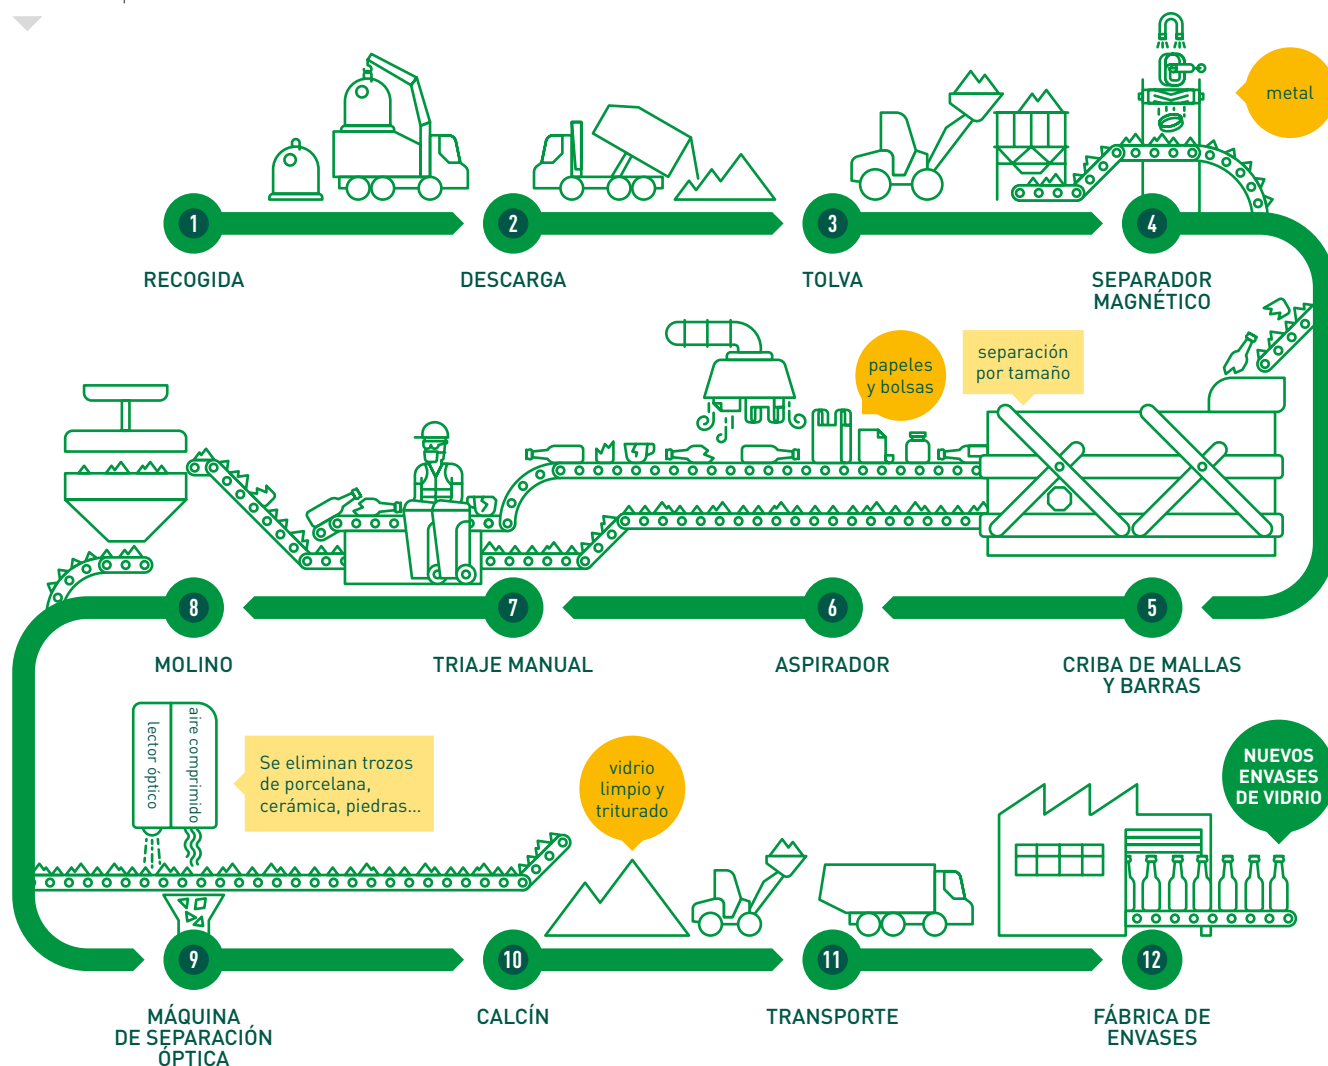 metal
1
2
3
4
RECOGIDA
DESCARGA
TOLVA
SEPARADOR
MAGNÉTICO
papeles
y bolsas
separación
por tamaño
8
7
6
5
MOLINO
TRIAJE MANUAL
ASPIRADOR
CRIBA DE MALLAS
Y BARRAS
lector óptico
aire comprimido
Se eliminan trozos
de porcelana,
cerámica, piedras...
vidrio
limpio y
triturado
NUEVOS
ENVASES
DE VIDRIO
9
10
11
12
MÁQUINA
DE SEPARACIÓN
ÓPTICA
CALCÍN
TRANSPORTE
FÁBRICA DE
ENVASES